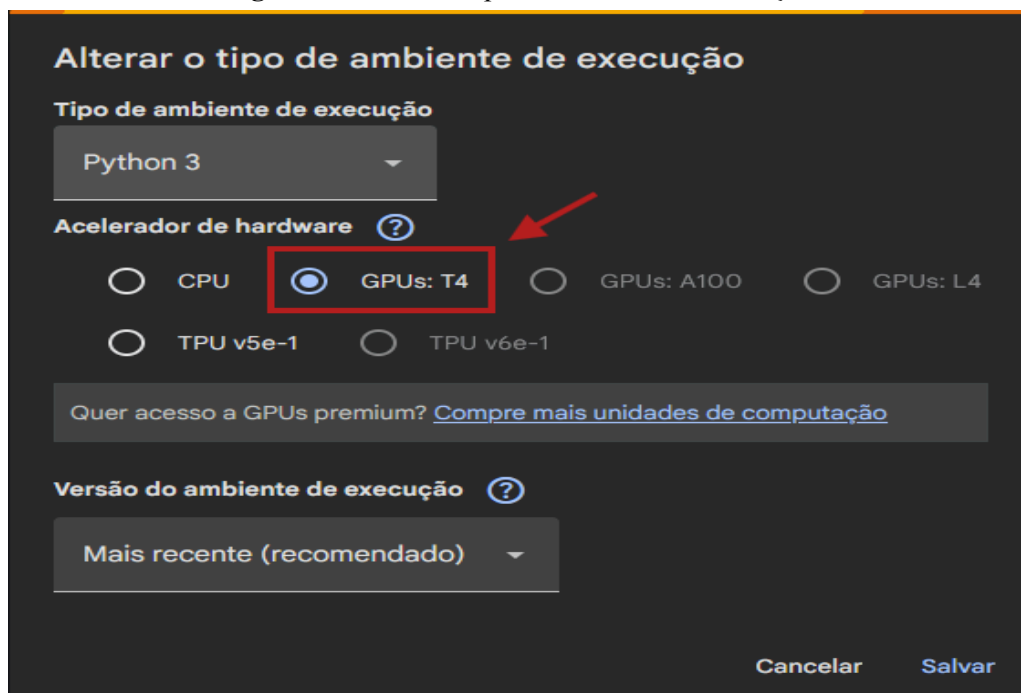 Alterar o tipo de ambiente de execução
Tipo de ambiente de execução
Python 3
Acelerador de hardware ?
CPU GPUs: T4 GPUs: A100 GPUs: L4
TPU v5e-1 TPU v6e-1
Quer acesso a GPUs premium? Compre mais unidades de computação
Versão do ambiente de execução ?
Mais recente (recomendado)
Cancelar Salvar